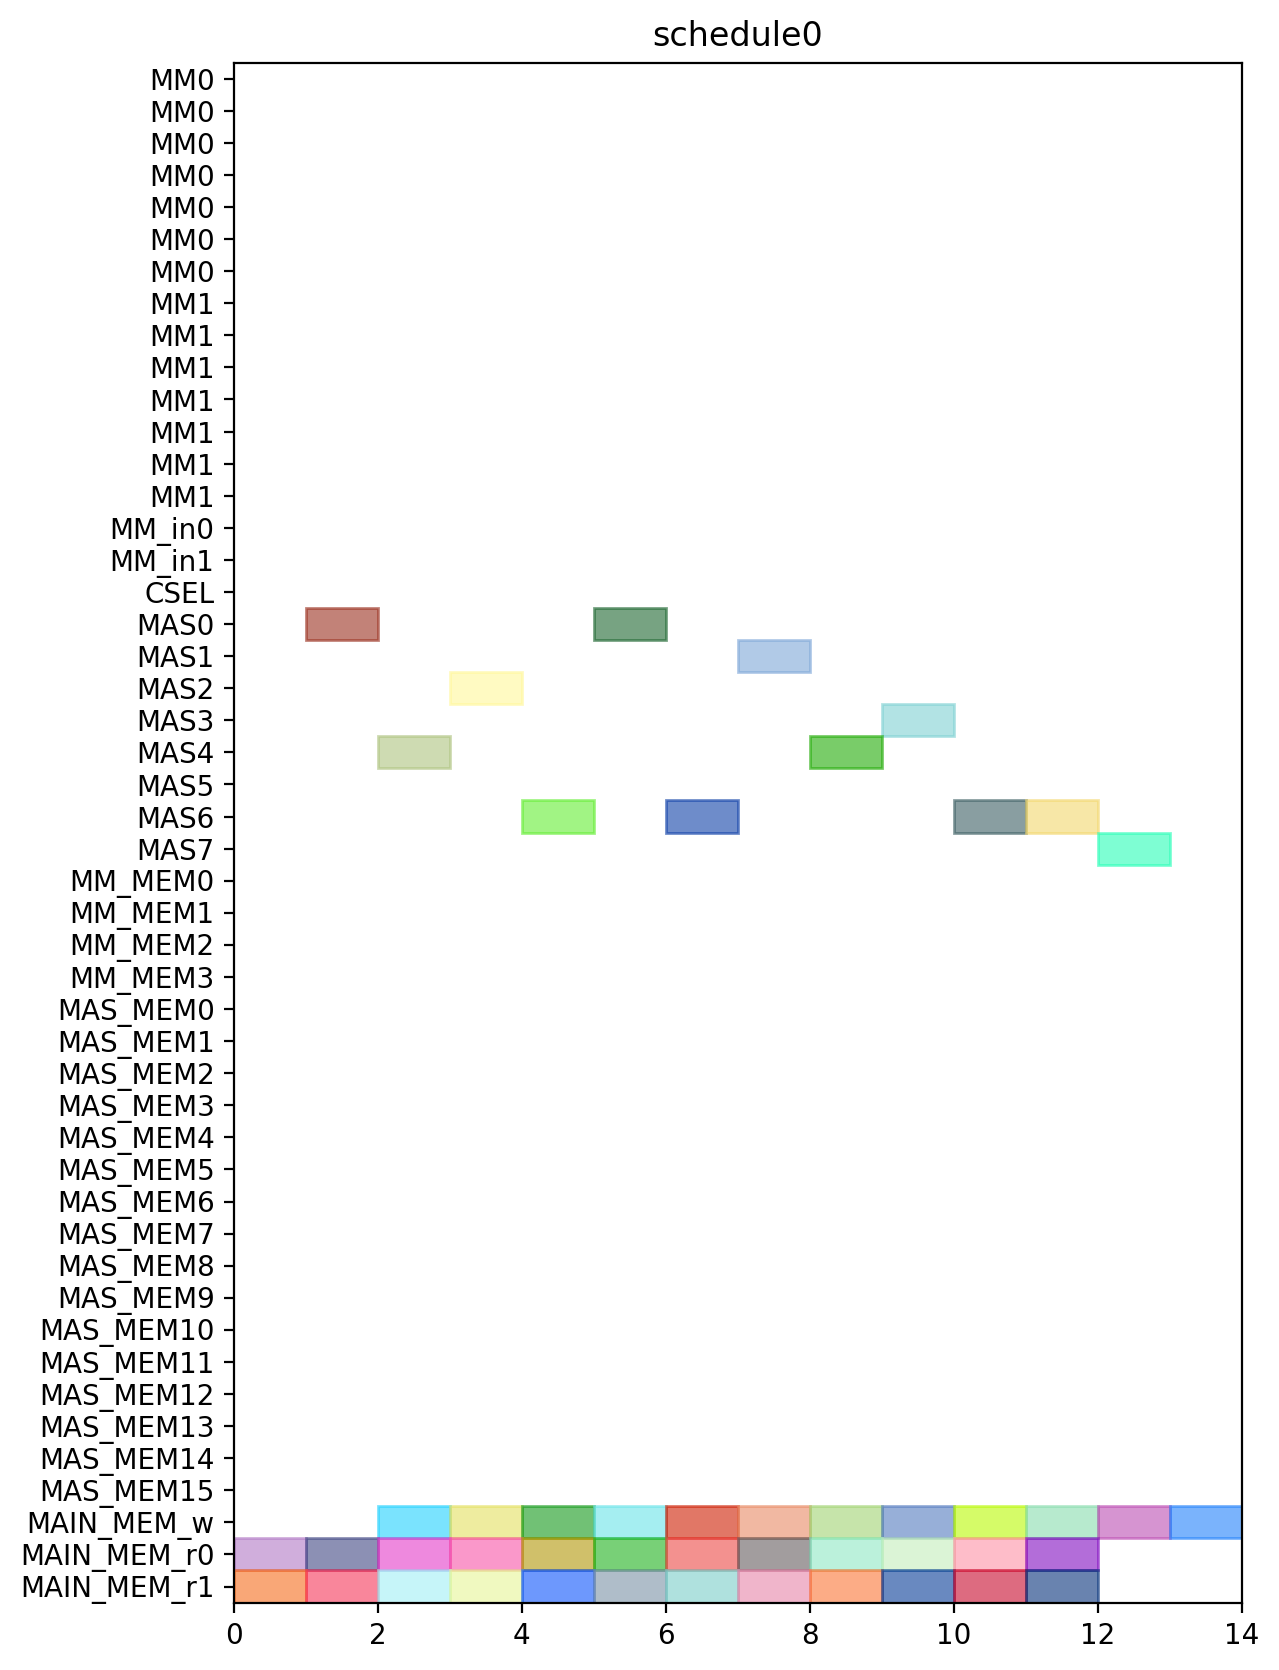 schedule0
MM0
MM0
MM0
MM0
MM0
MM0
MM0
MM1
MM1
MM1
MM1
MM1
MM1
MM1
MM_in0
MM_in1
CSEL
MAS0
MAS1
MAS2
MAS3
MAS4
MAS5
MAS6
MAS7
MM_MEM0
MM_MEM1
MM_MEM2
MM_MEM3
MAS_MEM0
MAS_MEM1
MAS_MEM2
MAS_MEM3
MAS_MEM4
MAS_MEM5
MAS_MEM6
MAS_MEM7
MAS_MEM8
MAS_MEM9
MAS_MEM10
MAS_MEM11
MAS_MEM12
MAS_MEM13
MAS_MEM14
MAS_MEM15
MAIN_MEM_w
MAIN_MEM_r0
MAIN_MEM_r1
0 2 4 6 8 10 12 14